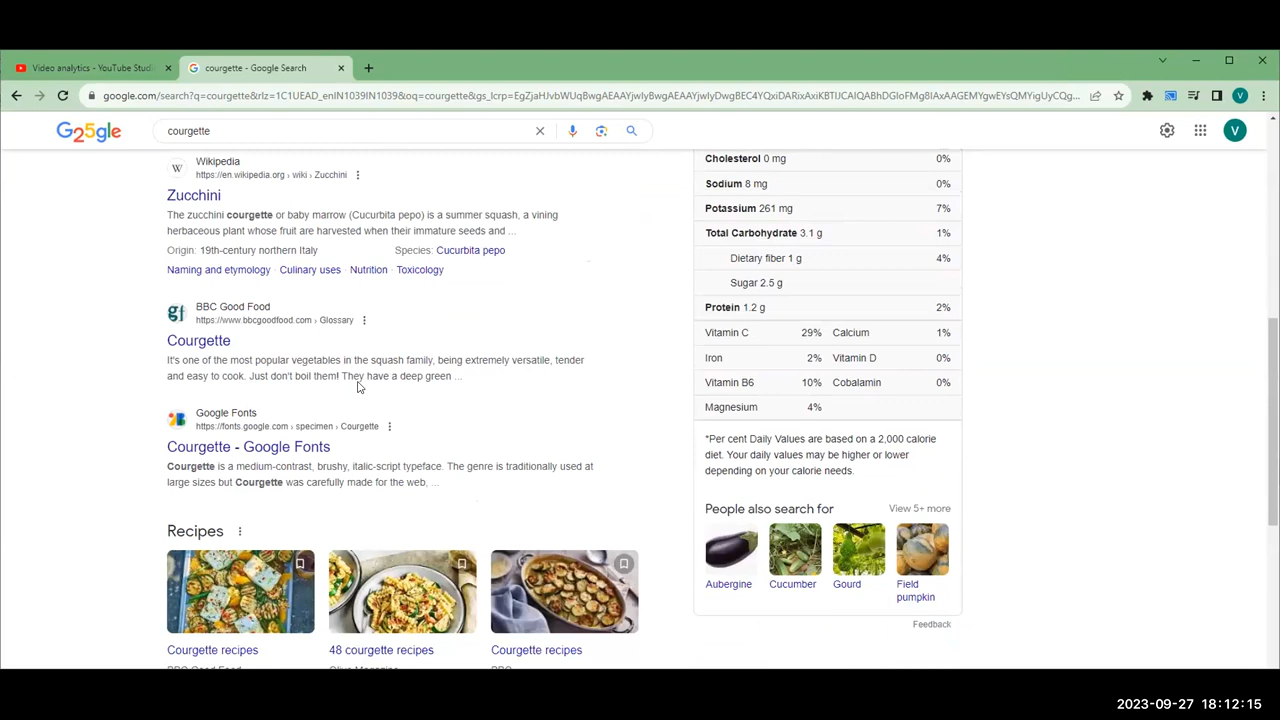 Video analytics - YouTube Studi
courgette - Google Search
google.com/search?q=courgette&rlz=1C1UEAD_enIN1039IN1039&oq=courgette&gs_lcrp=
V
G25gle
courgette
V
W
Wikipedia
https://en.wikipedia.org › wiki › Zucchini
Zucchini
The zucchini courgette or baby marrow (Cucurbita pepo) is a summer squash, a vining
herbaceous plant whose fruit are harvested when their immature seeds and ...
Origin: 19th-century northern Italy
Species: Cucurbita pepo
Naming and etymology · Culinary uses · Nutrition · Toxicology
gf
BBC Good Food
https://www.bbcgoodfood.com › Glossary
Courgette
It's one of the most popular vegetables in the squash family, being extremely versatile, tender
and easy to cook. Just don't boil them! They have a deep green ...
Google Fonts
https://fonts.google.com › specimen › Courgette
Courgette - Google Fonts
Courgette is a medium-contrast, brushy, italic-script typeface. The genre is traditionally used at
large sizes but Courgette was carefully made for the web, ...
Recipes
Courgette recipes
48 courgette recipes
Courgette recipes
Cholesterol 0 mg 0%
Sodium 8 mg 0%
Potassium 261 mg 7%
Total Carbohydrate 3.1 g 1%
Dietary fiber 1 g 4%
Sugar 2.5 g
Protein 1.2 g 2%
Vitamin C 29% Calcium 1%
Iron 2% Vitamin D 0%
Vitamin B6 10% Cobalamin 0%
Magnesium 4%
*Per cent Daily Values are based on a 2,000 calorie
diet. Your daily values may be higher or lower
depending on your calorie needs.
People also search for
View 5+ more
Aubergine
Cucumber
Gourd
Field
pumpkin
Feedback
2023-09-27 18:12:15